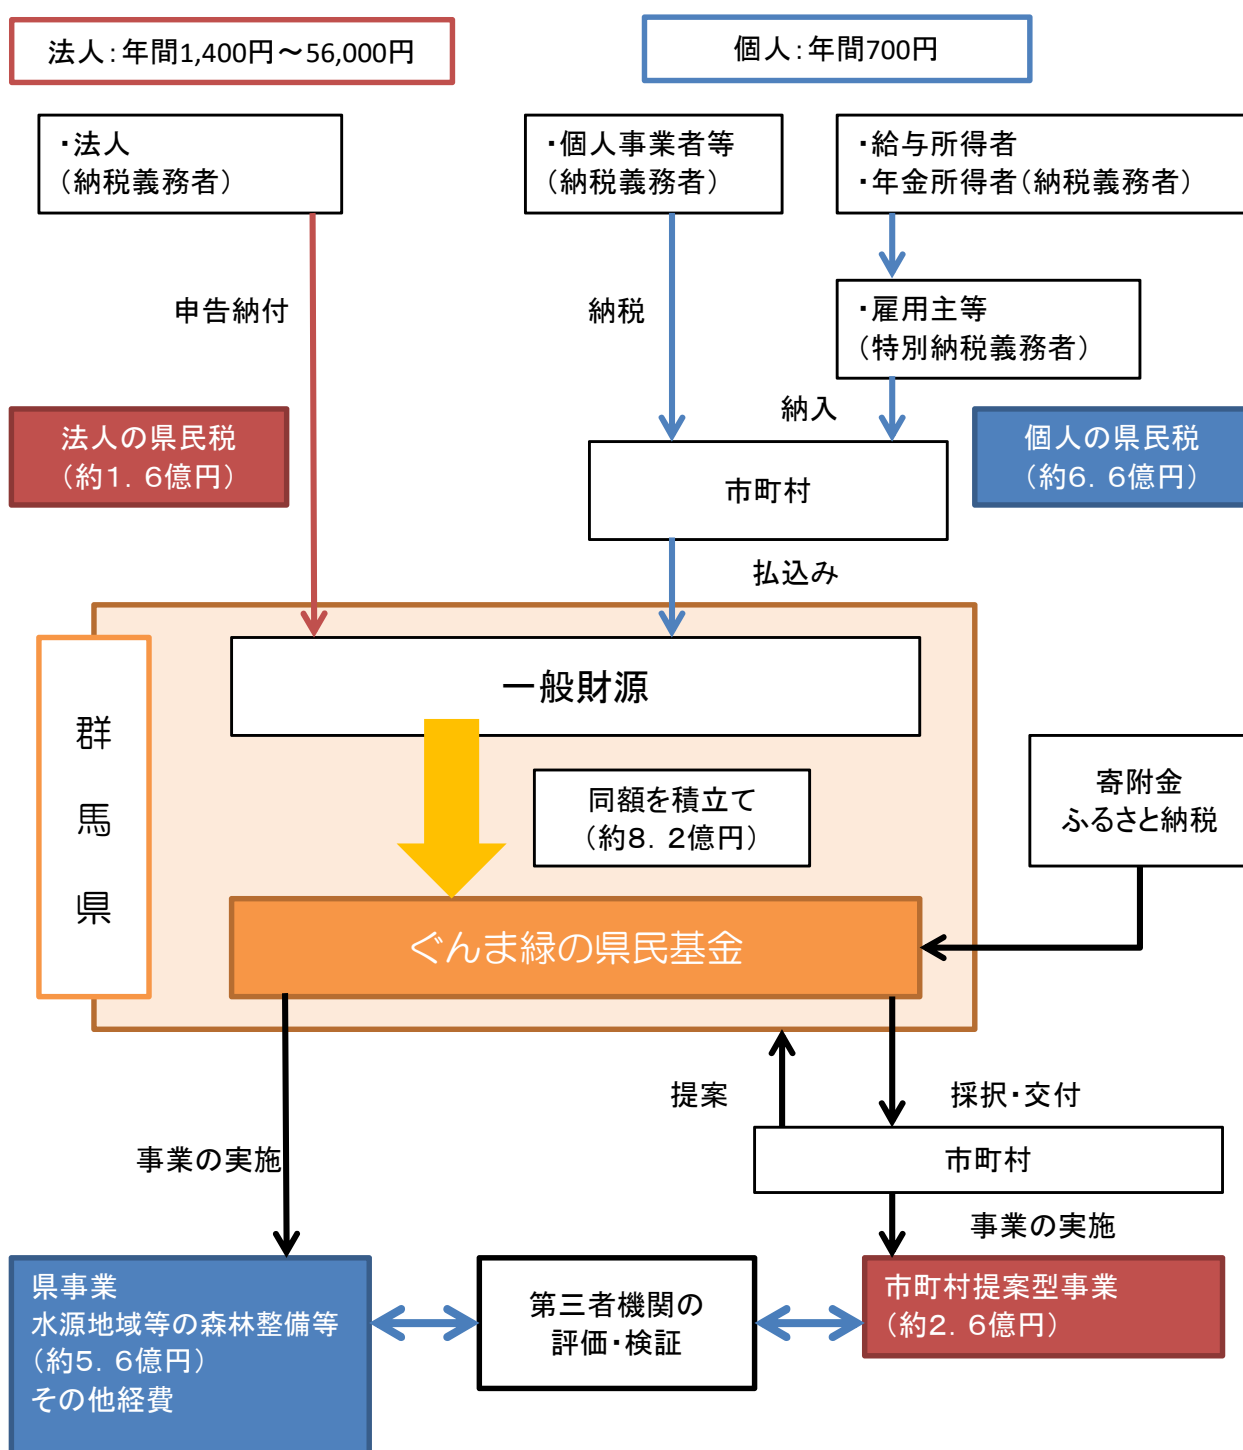 法人：年間1,400円～56,000円
個人：年間700円
・法人
（納税義務者）
・個人事業者等
（納税義務者）
・給与所得者
・年金所得者（納税義務者）
申告納付
納税
・雇用主等
（特別納税義務者）
納入
法人の県民税
（約1．6億円）
個人の県民税
（約6．6億円）
市町村
払込み
群馬県
一般財源
同額を積立て
（約8．2億円）
寄附金
ふるさと納税
ぐんま緑の県民基金
提案
採択・交付
事業の実施
市町村
事業の実施
県事業
水源地域等の森林整備等
（約5．6億円）
その他経費
第三者機関の
評価・検証
市町村提案型事業
（約2．6億円）